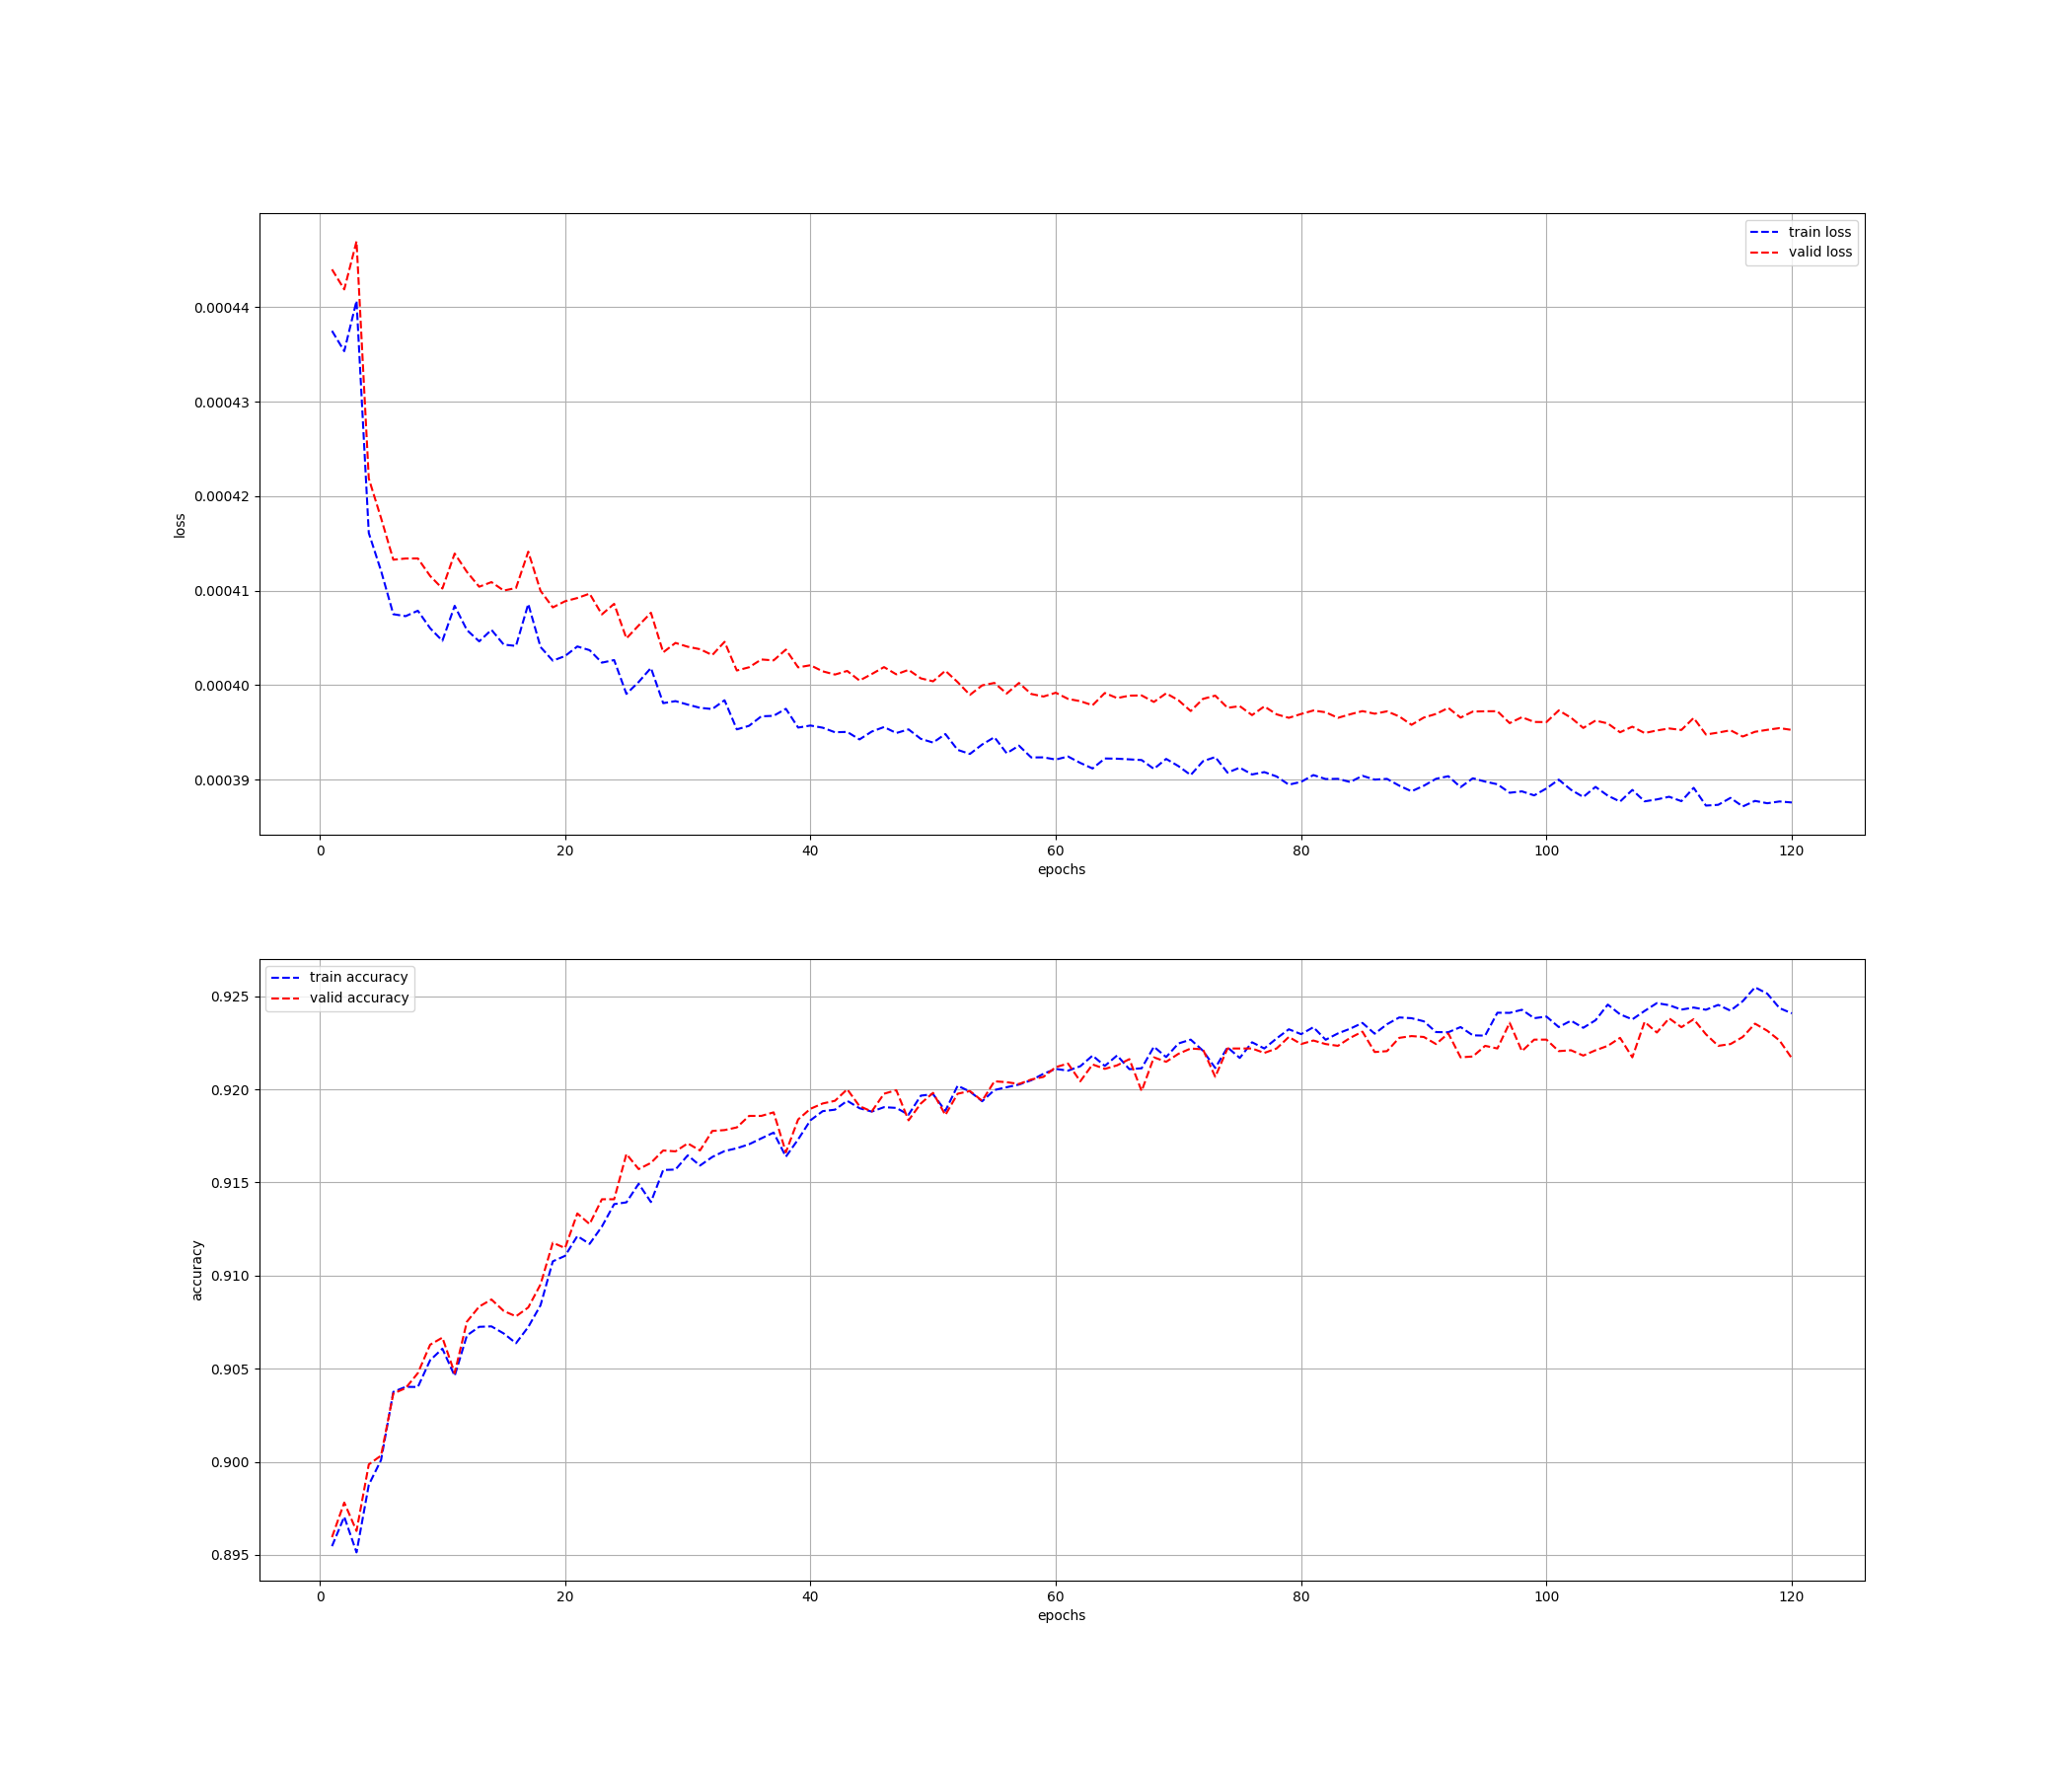 train loss
valid loss
0.00044
0.00043
0.00042
0.00041
0.00040
0.00039
loss
0 20 40 60 80 100 120
epochs
train accuracy
valid accuracy
0.925
0.920
0.915
0.910
0.905
0.900
0.895
accuracy
0 20 40 60 80 100 120
epochs